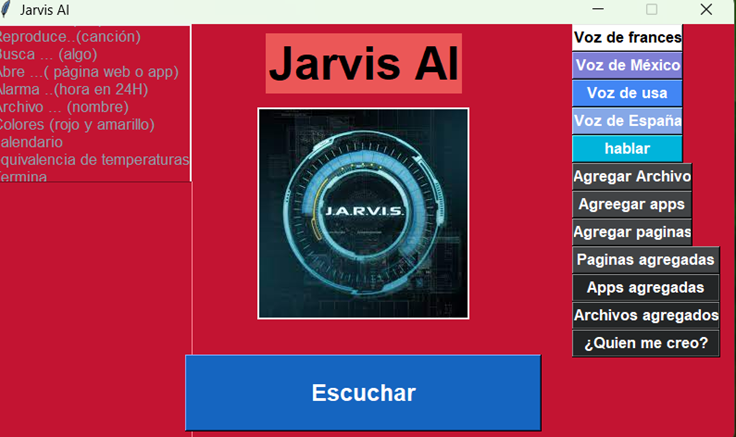 Jarvis AI
Reproduce..(canción)
Busca ... (algo)
Abre ...( pàgina web o app)
Alarma ..(hora en 24H)
Archivo ... (nombre)
Colores (rojo y amarillo)
alendario
quivalencia de temperaturas
Termina
Jarvis AI
J.A.R.V.I.S.
Escuchar
Voz de frances
Voz de México
Voz de usa
Voz de España
hablar
Agregar Archivo
Agreegar apps
Agregar paginas
Paginas agregadas
Apps agregadas
Archivos agregados
¿Quien me creo?